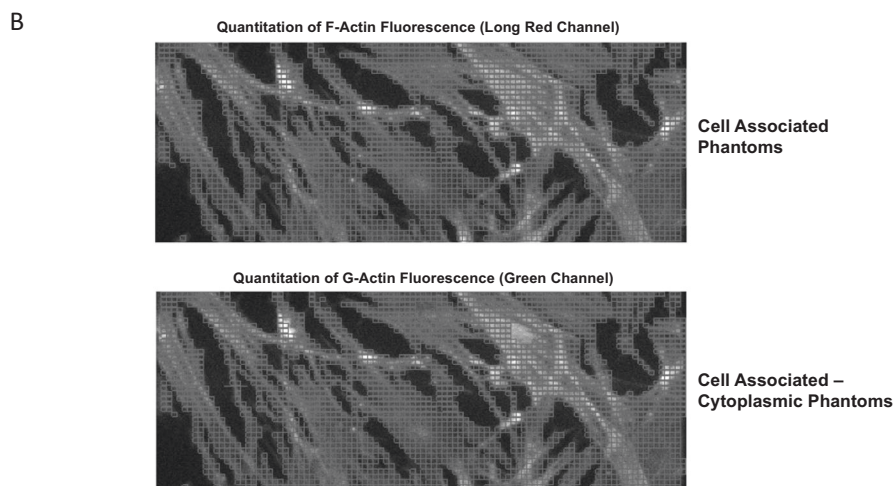 B
Quantitation of F-Actin Fluorescence (Long Red Channel)
Cell Associated
Phantoms
Quantitation of G-Actin Fluorescence (Green Channel)
Cell Associated –
Cytoplasmic Phantoms